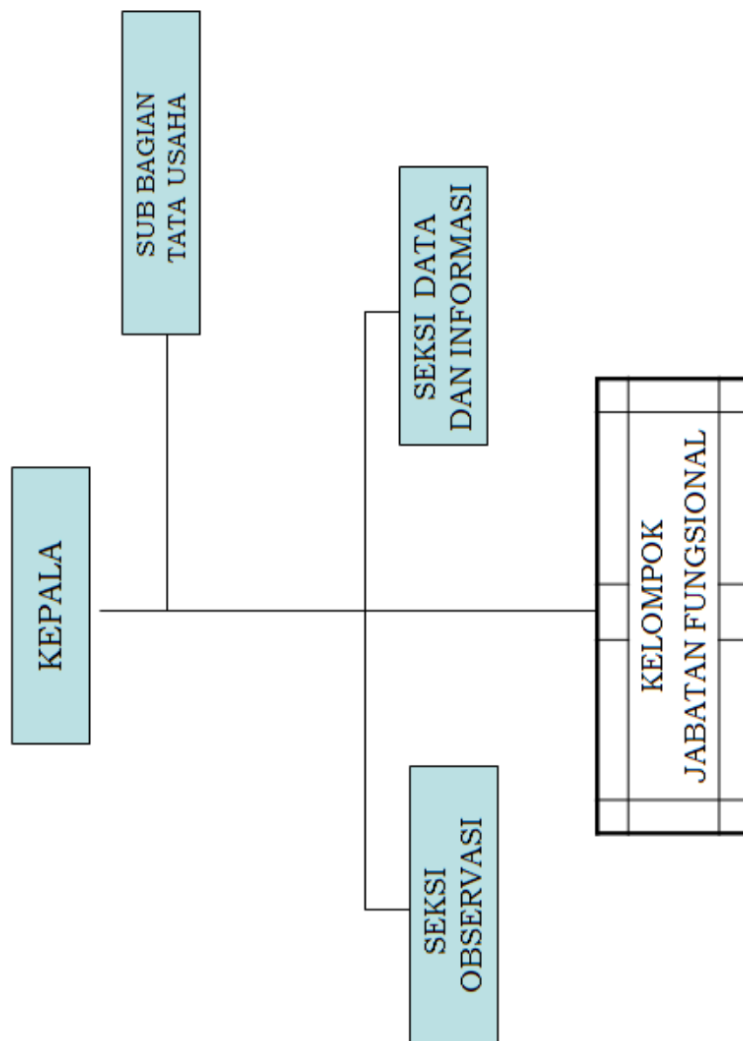 KEPALA
SUB BAGIAN
TATA USAHA
SEKSI
OBSERVASI
SEKSI DATA
DAN INFORMASI
KELOMPOK
JABATAN FUNGSIONAL